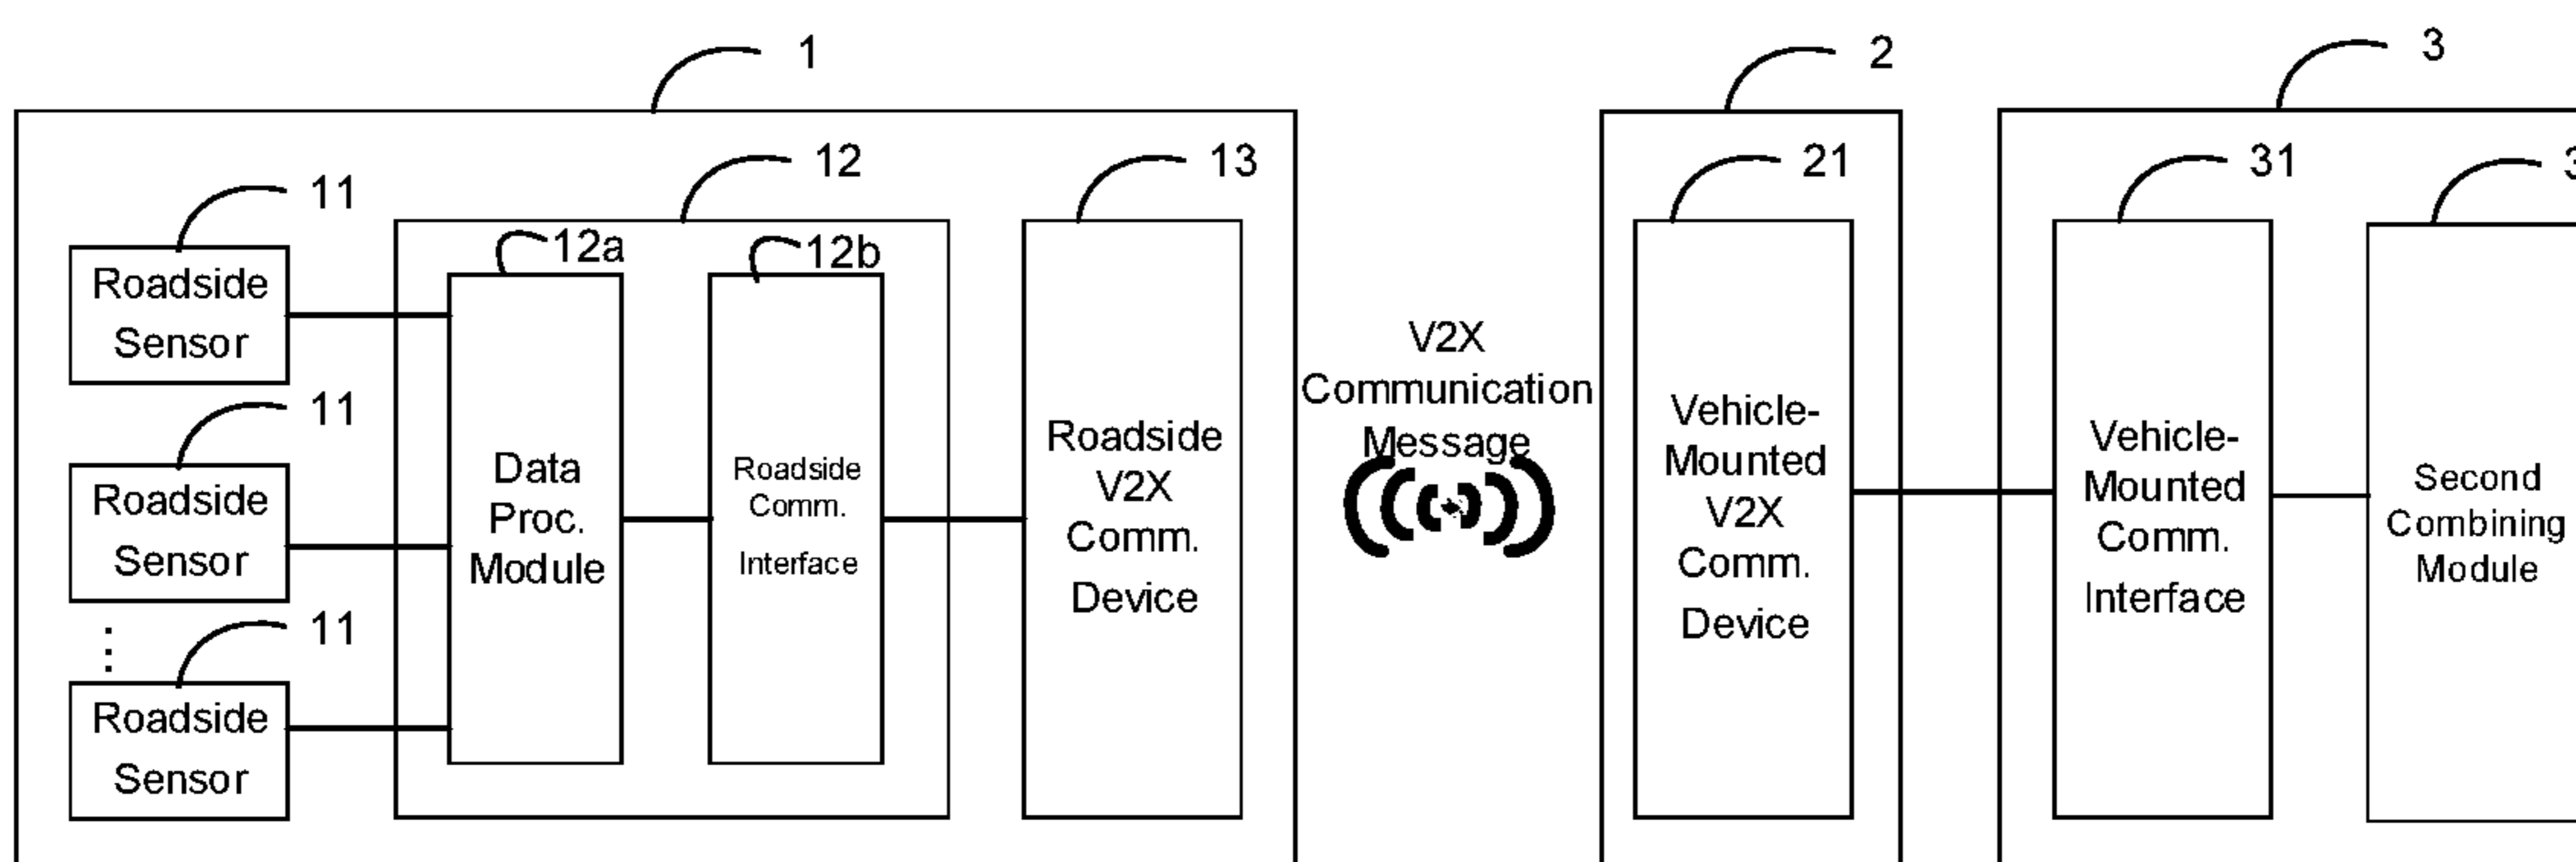 1
2
3
11
12
13
21
31
12a
12b
Roadside
Sensor
11
Roadside
Sensor
11
Roadside
Sensor
Data
Proc.
Module
Roadside
Comm.
Interface
Roadside
V2X
Comm.
Device
V2X
Communication
Message
Vehicle-
Mounted
V2X
Comm.
Device
Vehicle-
Mounted
Comm.
Interface
Second
Combining
Module